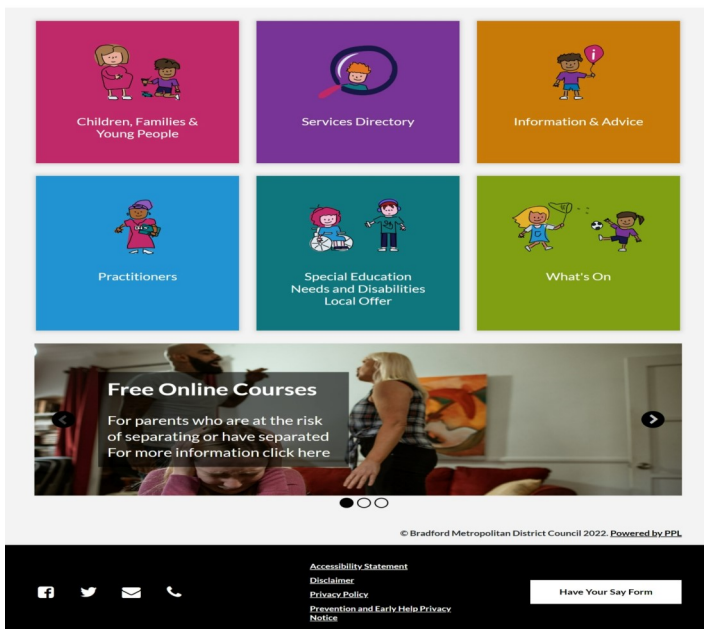 Children, Families &
Young People
Services Directory
i
Information & Advice
Practitioners
Special Education
Needs and Disabilities
Local Offer
What's On
Free Online Courses
For parents who are at the risk
of separating or have separated
For more information click here
© Bradford Metropolitan District Council 2022. Powered by PPL
Accessibility Statement
Disclaimer
Privacy Policy
Prevention and Early Help Privacy
Notice
Have Your Say Form